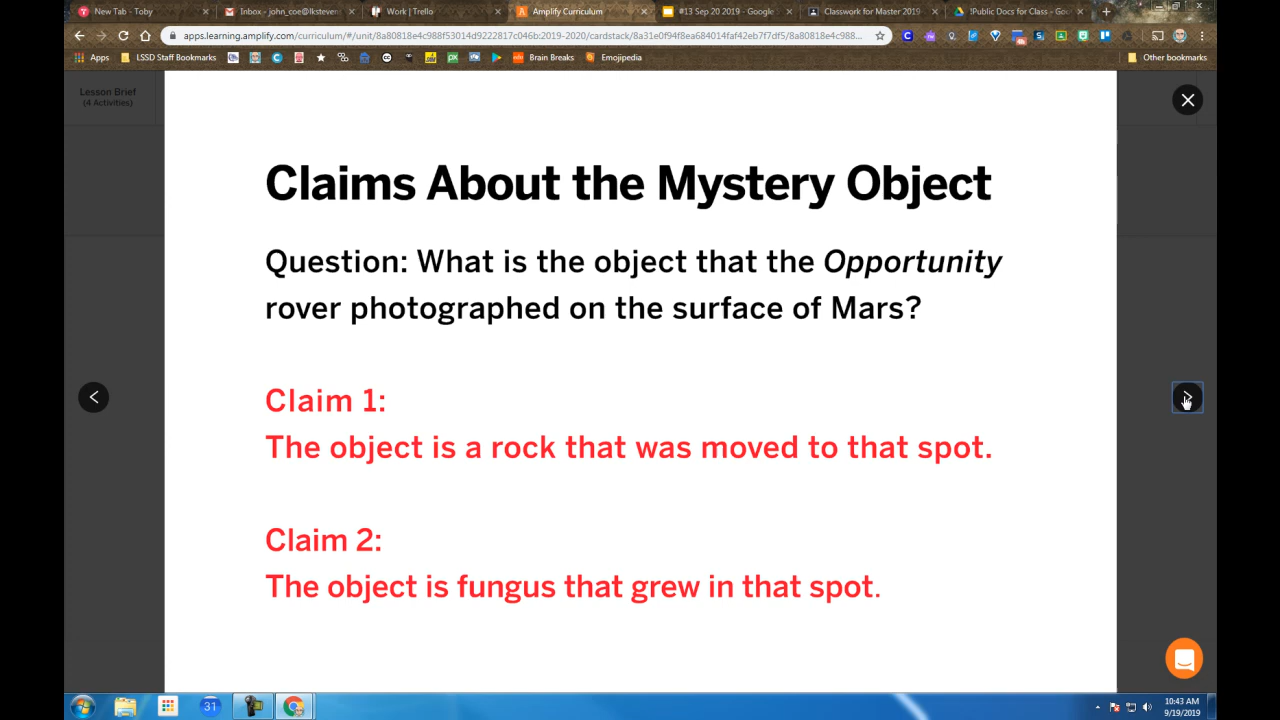 New Tab - Toby
Inbox - john_coe@lksteven
Work | Trello
Amplify Curriculum
#13 Sep 20 2019 - Google
Classwork for Master 2019
!Public Docs for Class - Goo
apps.learning.amplify.com/curriculum/#/unit/8a80818e4c988f53014d9222817c046b:2019-2020/cardstack/8a31e0f94f8ea684014faf42eb7f7df5/8a80818e4c988...
Apps
LSSD Staff Bookmarks
Brain Breaks
Emojipedia
Other bookmarks
Lesson Brief
(4 Activities)
Claims About the Mystery Object
Question: What is the object that the Opportunity
rover photographed on the surface of Mars?
Claim 1:
The object is a rock that was moved to that spot.
Claim 2:
The object is fungus that grew in that spot.
31
10:43 AM
9/19/2019